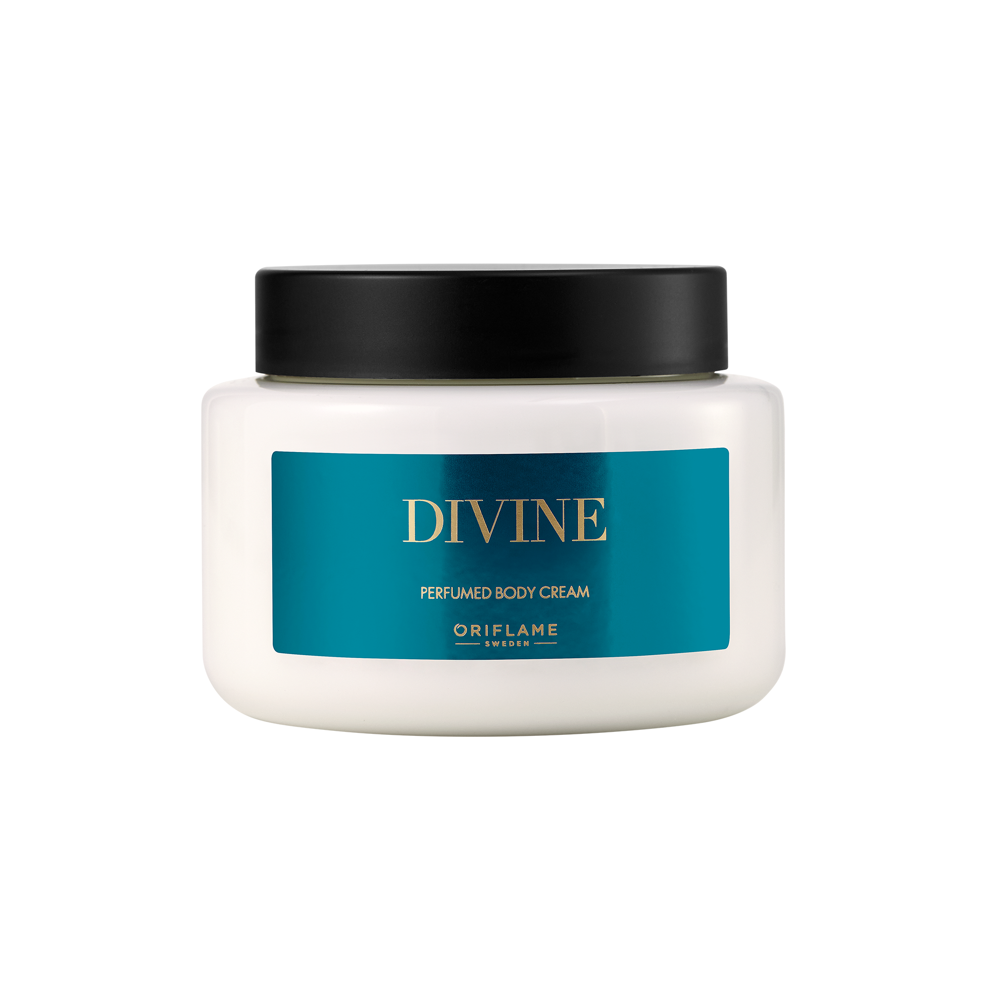 DIVINE
PERFUMED BODY CREAM
ORIFLAME
SWEDEN